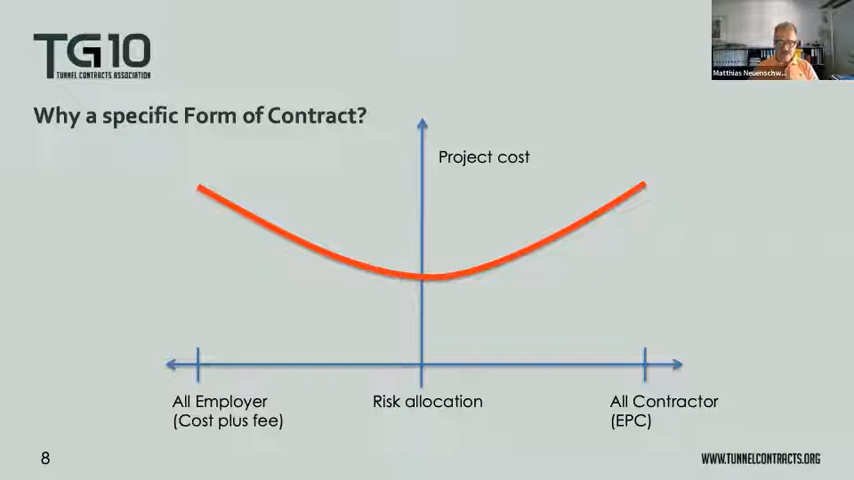 TG10
TUNNEL CONTRACTS ASSOCIATION
Matthias Neuenschw...
Why a specific Form of Contract?
Project cost
All Employer
(Cost plus fee)
Risk allocation
All Contractor
(EPC)
8
WWW.TUNNELCONTRACTS.ORG